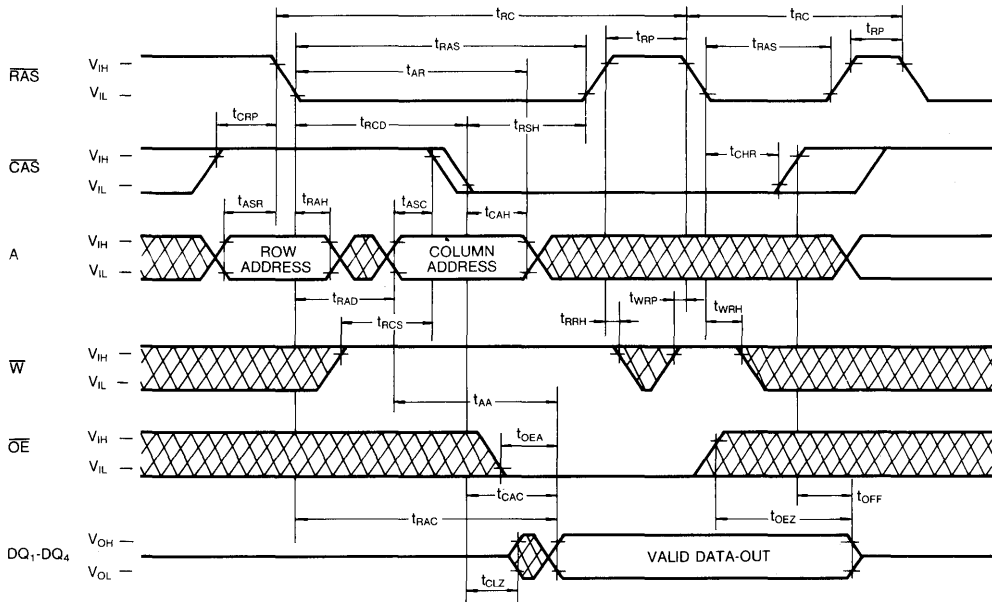 tRC tRC
tRAS tRP tRAS tRP
tAR
RAS VIH
VIL
tCRP tRCD tRSH
CAS VIH
VIL
tCHR
tASR tRAH tASC tCAH
A VIH
VIL
ROW
ADDRESS
COLUMN
ADDRESS
tRAD tRCS tRRH tWRP tWRH
W VIH
VIL
tAA
OE VIH
VIL
tOEA
tCAC tOFF
tRAC tOEZ
DQ1-DQ4 VOH
VOL
VALID DATA-OUT
tCLZ